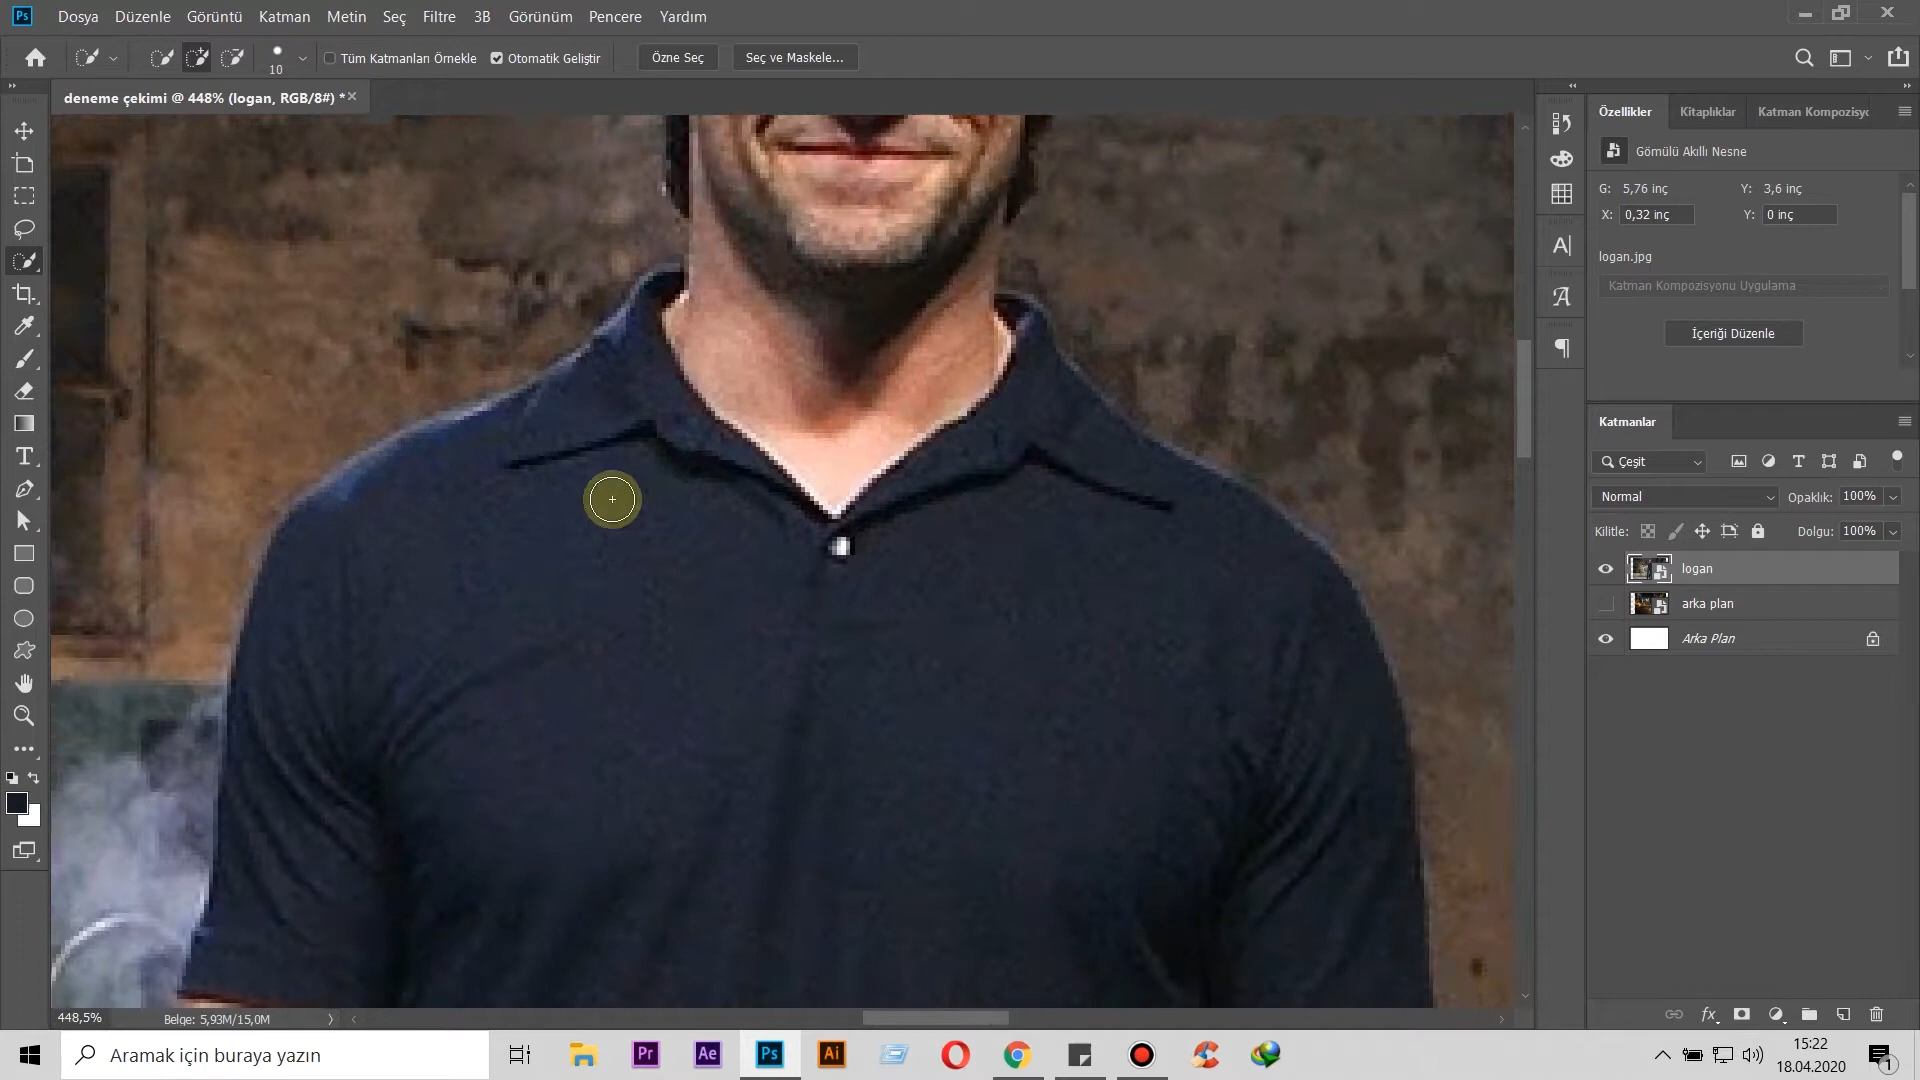 Ps
Dosya Düzenle Görüntü Katman Metin Seç Filtre 3B Görünüm Pencere Yardım
10
Tüm Katmanları Örnekle
Otomatik Geliştir
Özne Seç
Seç ve Maskele...
deneme çekimi @ 448% (logan, RGB/8#) *
Özellikler Kitaplıklar Katman Kompozisyo
Gömülü Akıllı Nesne
G: 5,76 inç Y: 3,6 inç
X: 0,32 inç Y: 0 inç
logan.jpg
Katman Kompozisyonu Uygulama
İçeriği Düzenle
Katmanlar
Çeşit
Normal Opaklık: 100%
Kilitle: Dolgu: 100%
logan
arka plan
Arka Plan
448,5% Belge: 5,93M/15,0M
fx
Aramak için buraya yazın
Pr Ae Ps Ai
15:22
18.04.2020
1